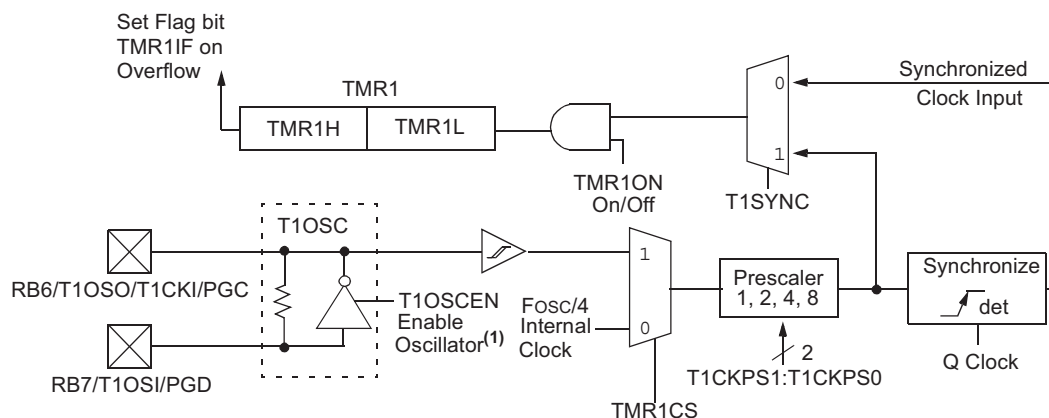 Set Flag bit
TMR1IF on
Overflow
TMR1
TMR1H
TMR1L
TMR1ON
On/Off
0
1
T1SYNC
Synchronized
Clock Input
T1OSC
RB6/T1OSO/T1CKI/PGC
RB7/T1OSI/PGD
T1OSCEN
Enable
Oscillator(1)
FOSC/4
Internal
Clock
1
0
TMR1CS
Prescaler
1, 2, 4, 8
2
T1CKPS1:T1CKPS0
Synchronize
det
Q Clock